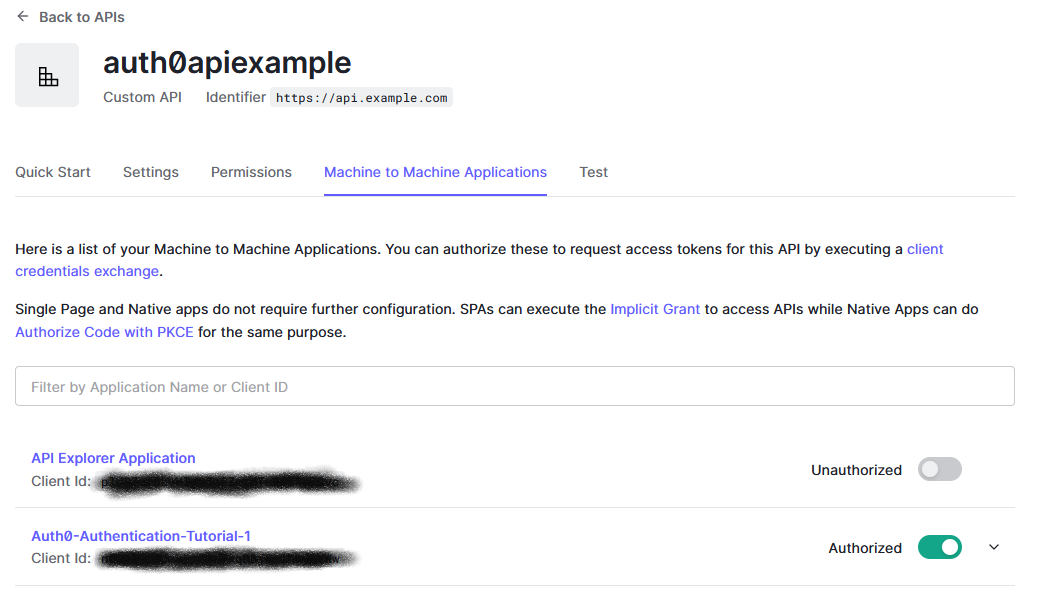 Back to APIs
auth0apiexample
Custom API Identifier https://api.example.com
Quick Start Settings Permissions Machine to Machine Applications Test
Here is a list of your Machine to Machine Applications. You can authorize these to request access tokens for this API by executing a client
credentials exchange.
Single Page and Native apps do not require further configuration. SPAs can execute the Implicit Grant to access APIs while Native Apps can do
Authorize Code with PKCE for the same purpose.
Filter by Application Name or Client ID
API Explorer Application
Client Id:
Unauthorized
Auth0-Authentication-Tutorial-1
Client Id:
Authorized